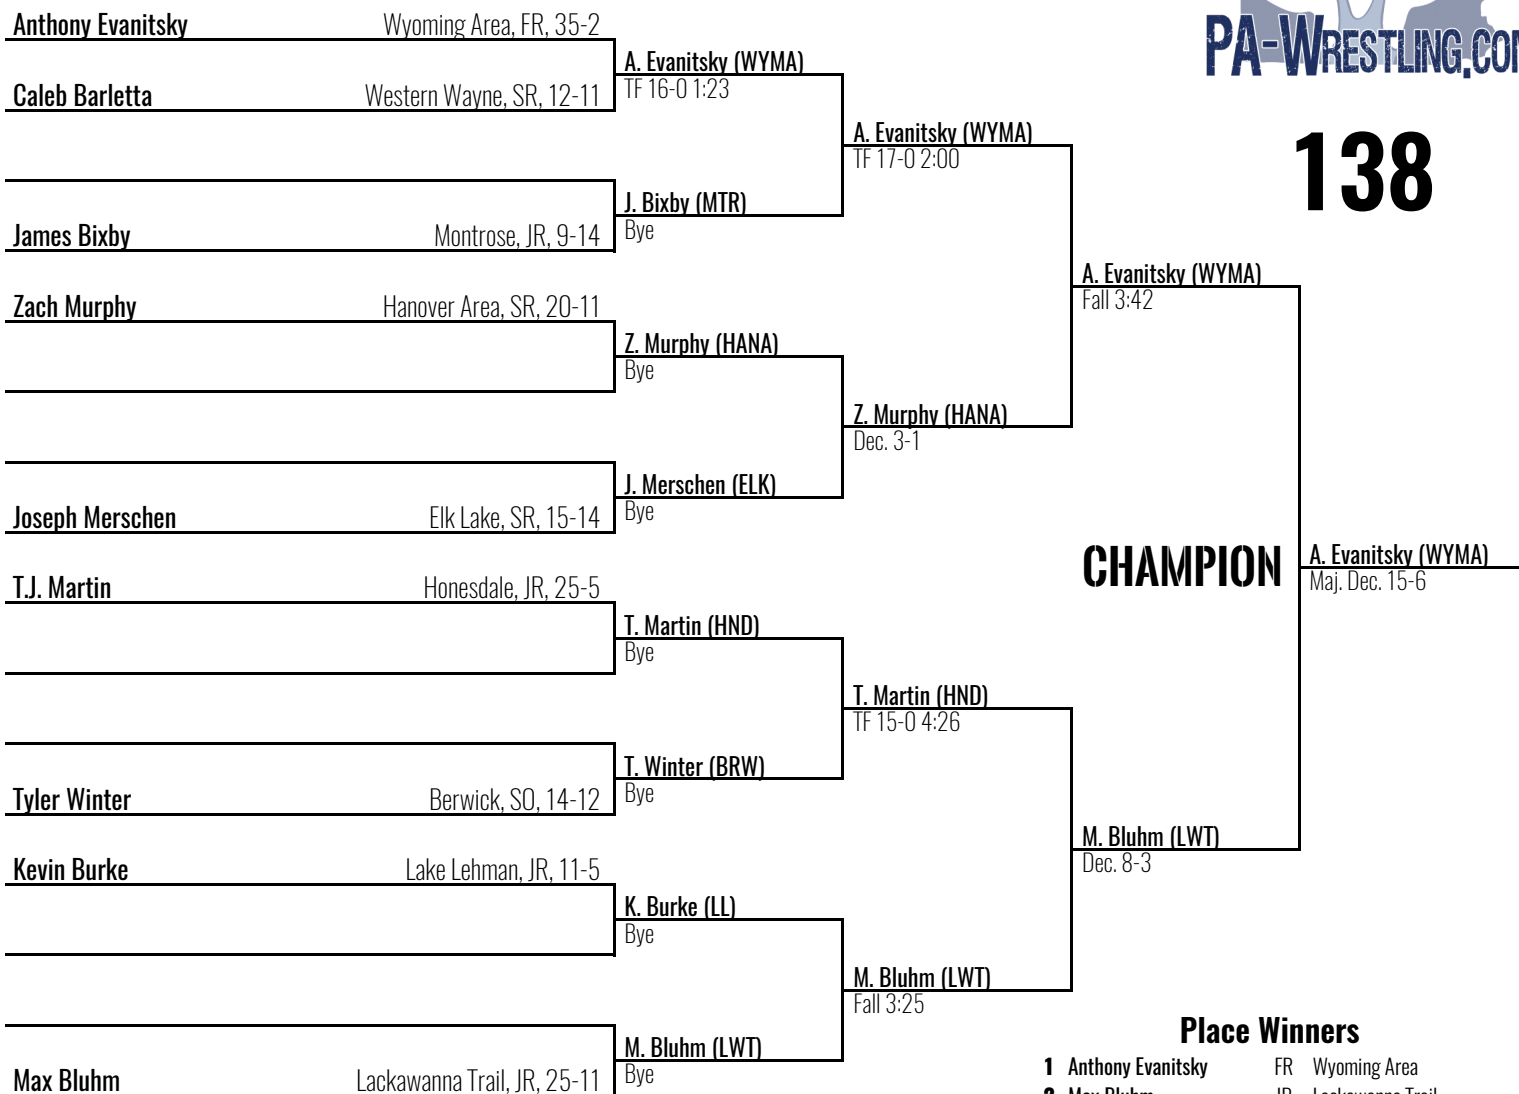 PA-WRESTLING.COM
138
Anthony Evanitsky Wyoming Area, FR, 35-2
A. Evanitsky (WYMA)
TF 16-0 1:23
Caleb Barletta Western Wayne, SR, 12-11
A. Evanitsky (WYMA)
TF 17-0 2:00
J. Bixby (MTR)
Bye
James Bixby Montrose, JR, 9-14
A. Evanitsky (WYMA)
Fall 3:42
Zach Murphy Hanover Area, SR, 20-11
Z. Murphy (HANA)
Bye
Z. Murphy (HANA)
Dec. 3-1
J. Merschen (ELK)
Bye
Joseph Merschen Elk Lake, SR, 15-14
CHAMPION
A. Evanitsky (WYMA)
Maj. Dec. 15-6
T.J. Martin Honesdale, JR, 25-5
T. Martin (HND)
Bye
T. Martin (HND)
TF 15-0 4:26
T. Winter (BRW)
Bye
Tyler Winter Berwick, SO, 14-12
M. Bluhm (LWT)
Dec. 8-3
Kevin Burke Lake Lehman, JR, 11-5
K. Burke (LL)
Bye
M. Bluhm (LWT)
Fall 3:25
M. Bluhm (LWT)
Bye
Max Bluhm Lackawanna Trail, JR, 25-11
Place Winners
1 Anthony Evanitsky FR Wyoming Area
2 Max Bluhm JR Lackawanna Trail